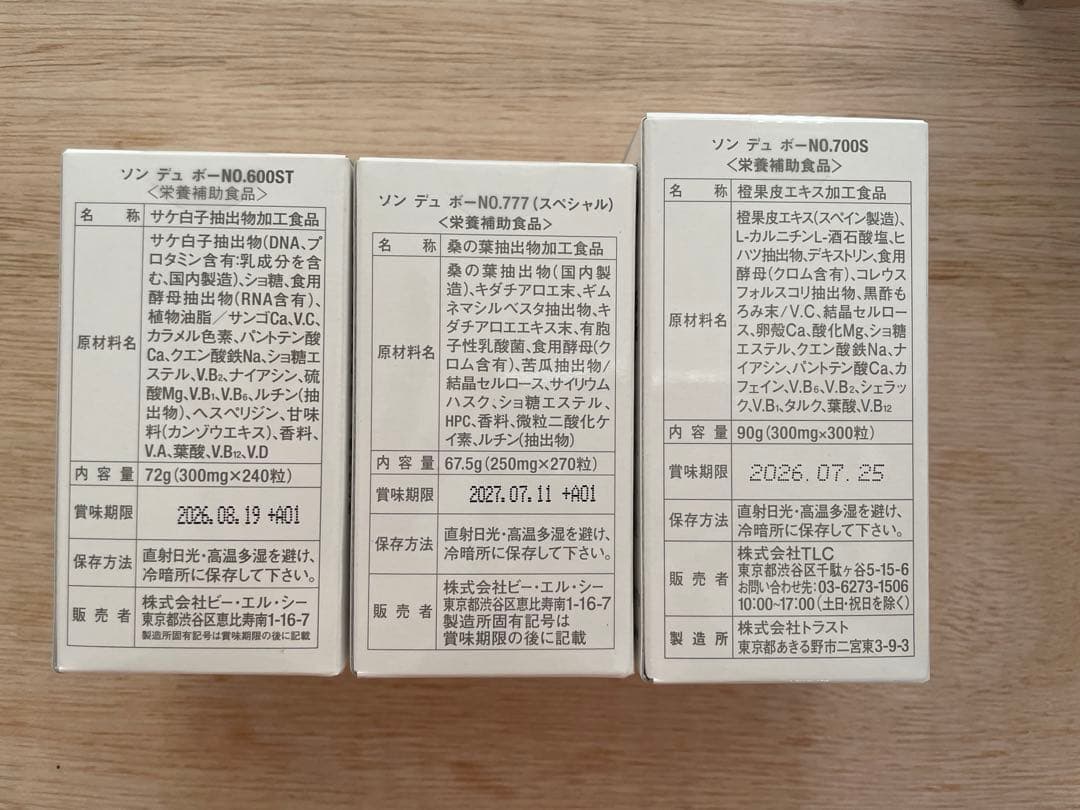 ソン デュ ボーNO.600ST
＜栄養補助食品＞
名称 サケ白子抽出物加工食品
原材料名
サケ白子抽出物(DNA、プ
ロタミン含有:乳成分を含
む、国内製造)、ショ糖、食用
酵母抽出物(RNA含有)、
植物油脂／サンゴCa、V.C、
カラメル色素、パントテン酸
Ca、クエン酸鉄Na、ショ糖エ
ステル、V.B₂、ナイアシン、硫
酸Mg、V.B₁、V.B₆、ルチン(抽
出物)、ヘスペリジン、甘味
料(カンゾウエキス)、香料、
V.A、葉酸、V.B₁₂、V.D
内容量 72g(300mg×240粒)
賞味期限 2026.08.19 +A01
保存方法
直射日光・高温多湿を避け、
冷暗所に保存して下さい。
販売者
株式会社ビー・エル・シー
東京都渋谷区恵比寿南1-16-7
製造所固有記号は賞味期限の後に記載
ソン デュ ボーNO.777(スペシャル)
＜栄養補助食品＞
名称 桑の葉抽出物加工食品
原材料名
桑の葉抽出物(国内製
造)、キダチアロエ末、ギム
ネマシルベスタ抽出物、キ
ダチアロエエキス末、有胞
子性乳酸菌、食用酵母(ク
ロム含有)、苦瓜抽出物/
結晶セルロース、サイリウム
ハスク、ショ糖エステル、
HPC、香料、微粒二酸化ケ
イ素、ルチン(抽出物)
内容量 67.5g(250mg×270粒)
賞味期限 2027.07.11 +A01
保存方法
直射日光・高温多湿を避け、
冷暗所に保存して下さい。
販売者
株式会社ビー・エル・シー
東京都渋谷区恵比寿南1-16-7
製造所固有記号は
賞味期限の後に記載
ソン デュ ボーNO.700S
＜栄養補助食品＞
名称 橙果皮エキス加工食品
原材料名
橙果皮エキス(スペイン製造)、
L-カルニチンL-酒石酸塩、ヒ
ハツ抽出物、デキストリン、食用
酵母(クロム含有)、コレウス
フォルスコリ抽出物、黒酢も
ろみ末/V.C、結晶セルロー
ス、卵殻Ca、酸化Mg、ショ糖
エステル、クエン酸鉄Na、ナ
イアシン、パントテン酸Ca、カ
フェイン、V.B₆、V.B₂、シェラッ
ク、V.B₁、タルク、葉酸、V.B₁₂
内容量 90g(300mg×300粒)
賞味期限 2026.07.25
保存方法
直射日光・高温多湿を避け、
冷暗所に保存して下さい。
販売者
株式会社TLC
東京都渋谷区千駄ヶ谷5-15-6
お問い合わせ先:03-6273-1506
10:00~17:00(土日・祝日を除く)
製造所
株式会社トラスト
東京都あきる野市二宮東3-9-3